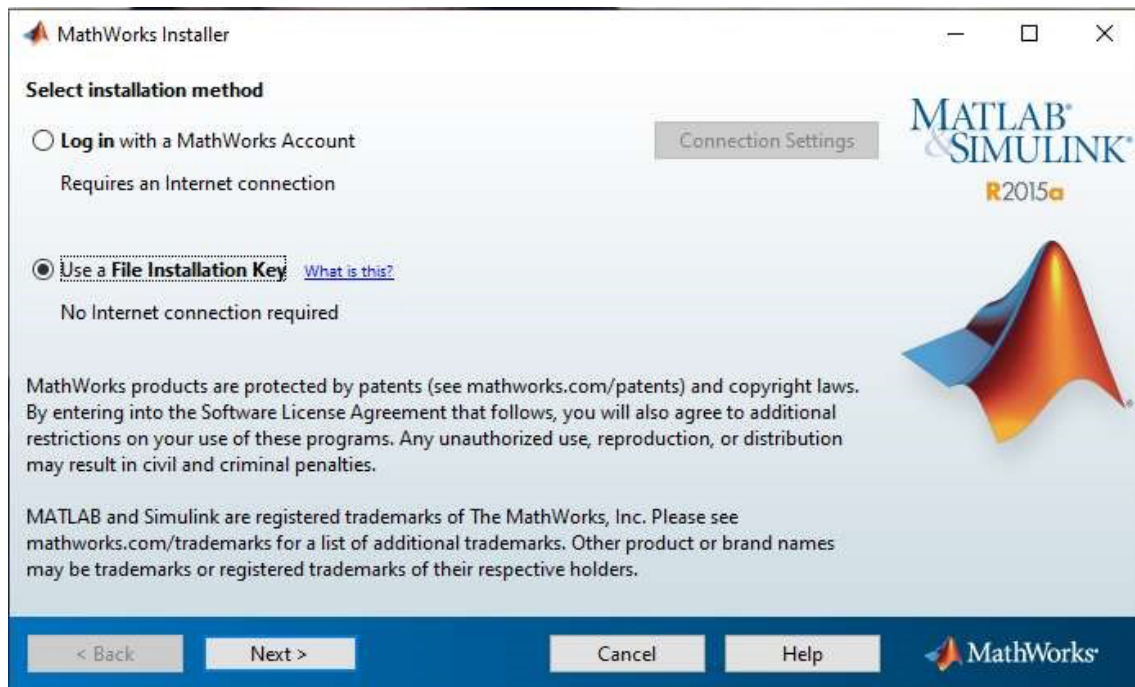 MathWorks Installer
Select installation method
Log in with a MathWorks Account
Connection Settings
Requires an Internet connection
MATLAB®
&SIMULINK®
R2015a
Use a File Installation Key What is this?
No Internet connection required
MathWorks products are protected by patents (see mathworks.com/patents) and copyright laws.
By entering into the Software License Agreement that follows, you will also agree to additional
restrictions on your use of these programs. Any unauthorized use, reproduction, or distribution
may result in civil and criminal penalties.
MATLAB and Simulink are registered trademarks of The MathWorks, Inc. Please see
mathworks.com/trademarks for a list of additional trademarks. Other product or brand names
may be trademarks or registered trademarks of their respective holders.
< Back Next > Cancel Help MathWorks®